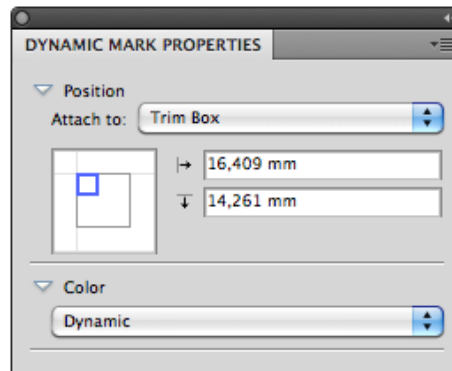 DYNAMIC MARK PROPERTIES
Position
Attach to: Trim Box
16,409 mm
14,261 mm
Color
Dynamic